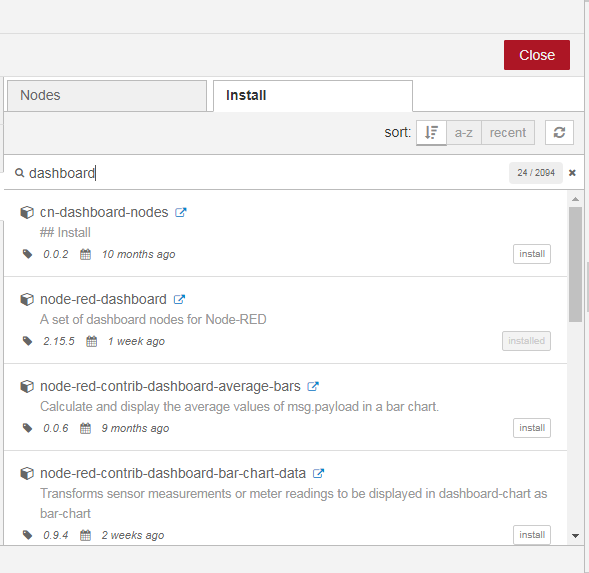 Close
Nodes
Install
sort: a-z recent
dashboard 24 / 2094
cn-dashboard-nodes
## Install
0.0.2 10 months ago install
node-red-dashboard
A set of dashboard nodes for Node-RED
2.15.5 1 week ago installed
node-red-contrib-dashboard-average-bars
Calculate and display the average values of msg.payload in a bar chart.
0.0.6 9 months ago install
node-red-contrib-dashboard-bar-chart-data
Transforms sensor measurements or meter readings to be displayed in dashboard-chart as
bar-chart
0.9.4 2 weeks ago install